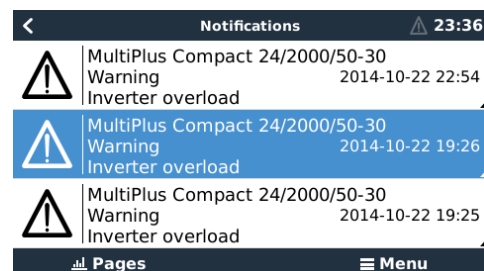 Notifications 23:36
MultiPlus Compact 24/2000/50-30
Warning 2014-10-22 22:54
Inverter overload
MultiPlus Compact 24/2000/50-30
Warning 2014-10-22 19:26
Inverter overload
MultiPlus Compact 24/2000/50-30
Warning 2014-10-22 19:25
Inverter overload
Pages Menu